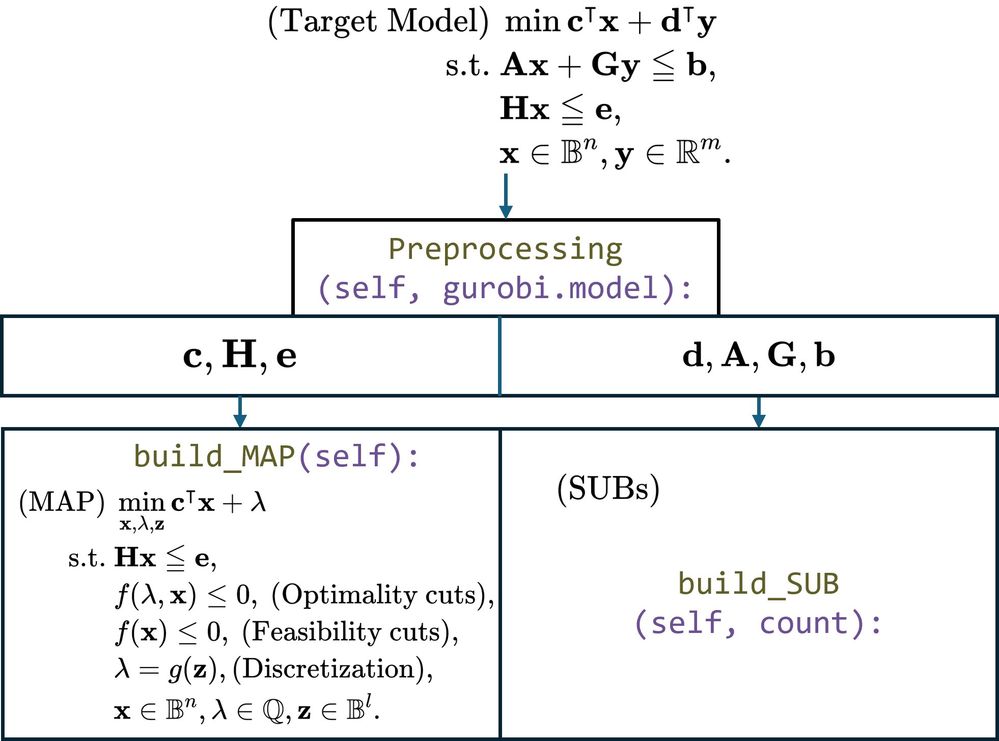 (Target Model) min c⊤x + d⊤y
s.t. Ax + Gy ≦ b,
Hx ≦ e,
x ∈ 𝔹ⁿ, y ∈ ℝᵐ.
Preprocessing
(self, gurobi.model):
c, H, e
d, A, G, b
build_MAP(self):
(MAP) min c⊤x + λ
x,λ,z
s.t. Hx ≦ e,
f(λ, x) ≤ 0, (Optimality cuts),
f(x) ≤ 0, (Feasibility cuts),
λ = g(z), (Discretization),
x ∈ 𝔹ⁿ, λ ∈ ℚ, z ∈ 𝔹ˡ.
(SUBs)
build_SUB
(self, count):